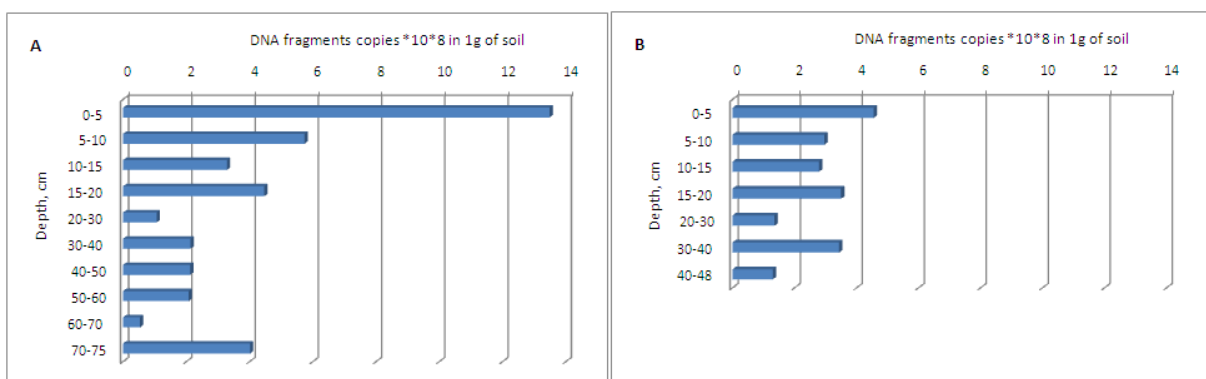 A
DNA fragments copies *10*8 in 1g of soil
0 2 4 6 8 10 12 14
Depth, cm
0-5
5-10
10-15
15-20
20-30
30-40
40-50
50-60
60-70
70-75
B
DNA fragments copies *10*8 in 1g of soil
0 2 4 6 8 10 12 14
Depth, cm
0-5
5-10
10-15
15-20
20-30
30-40
40-48